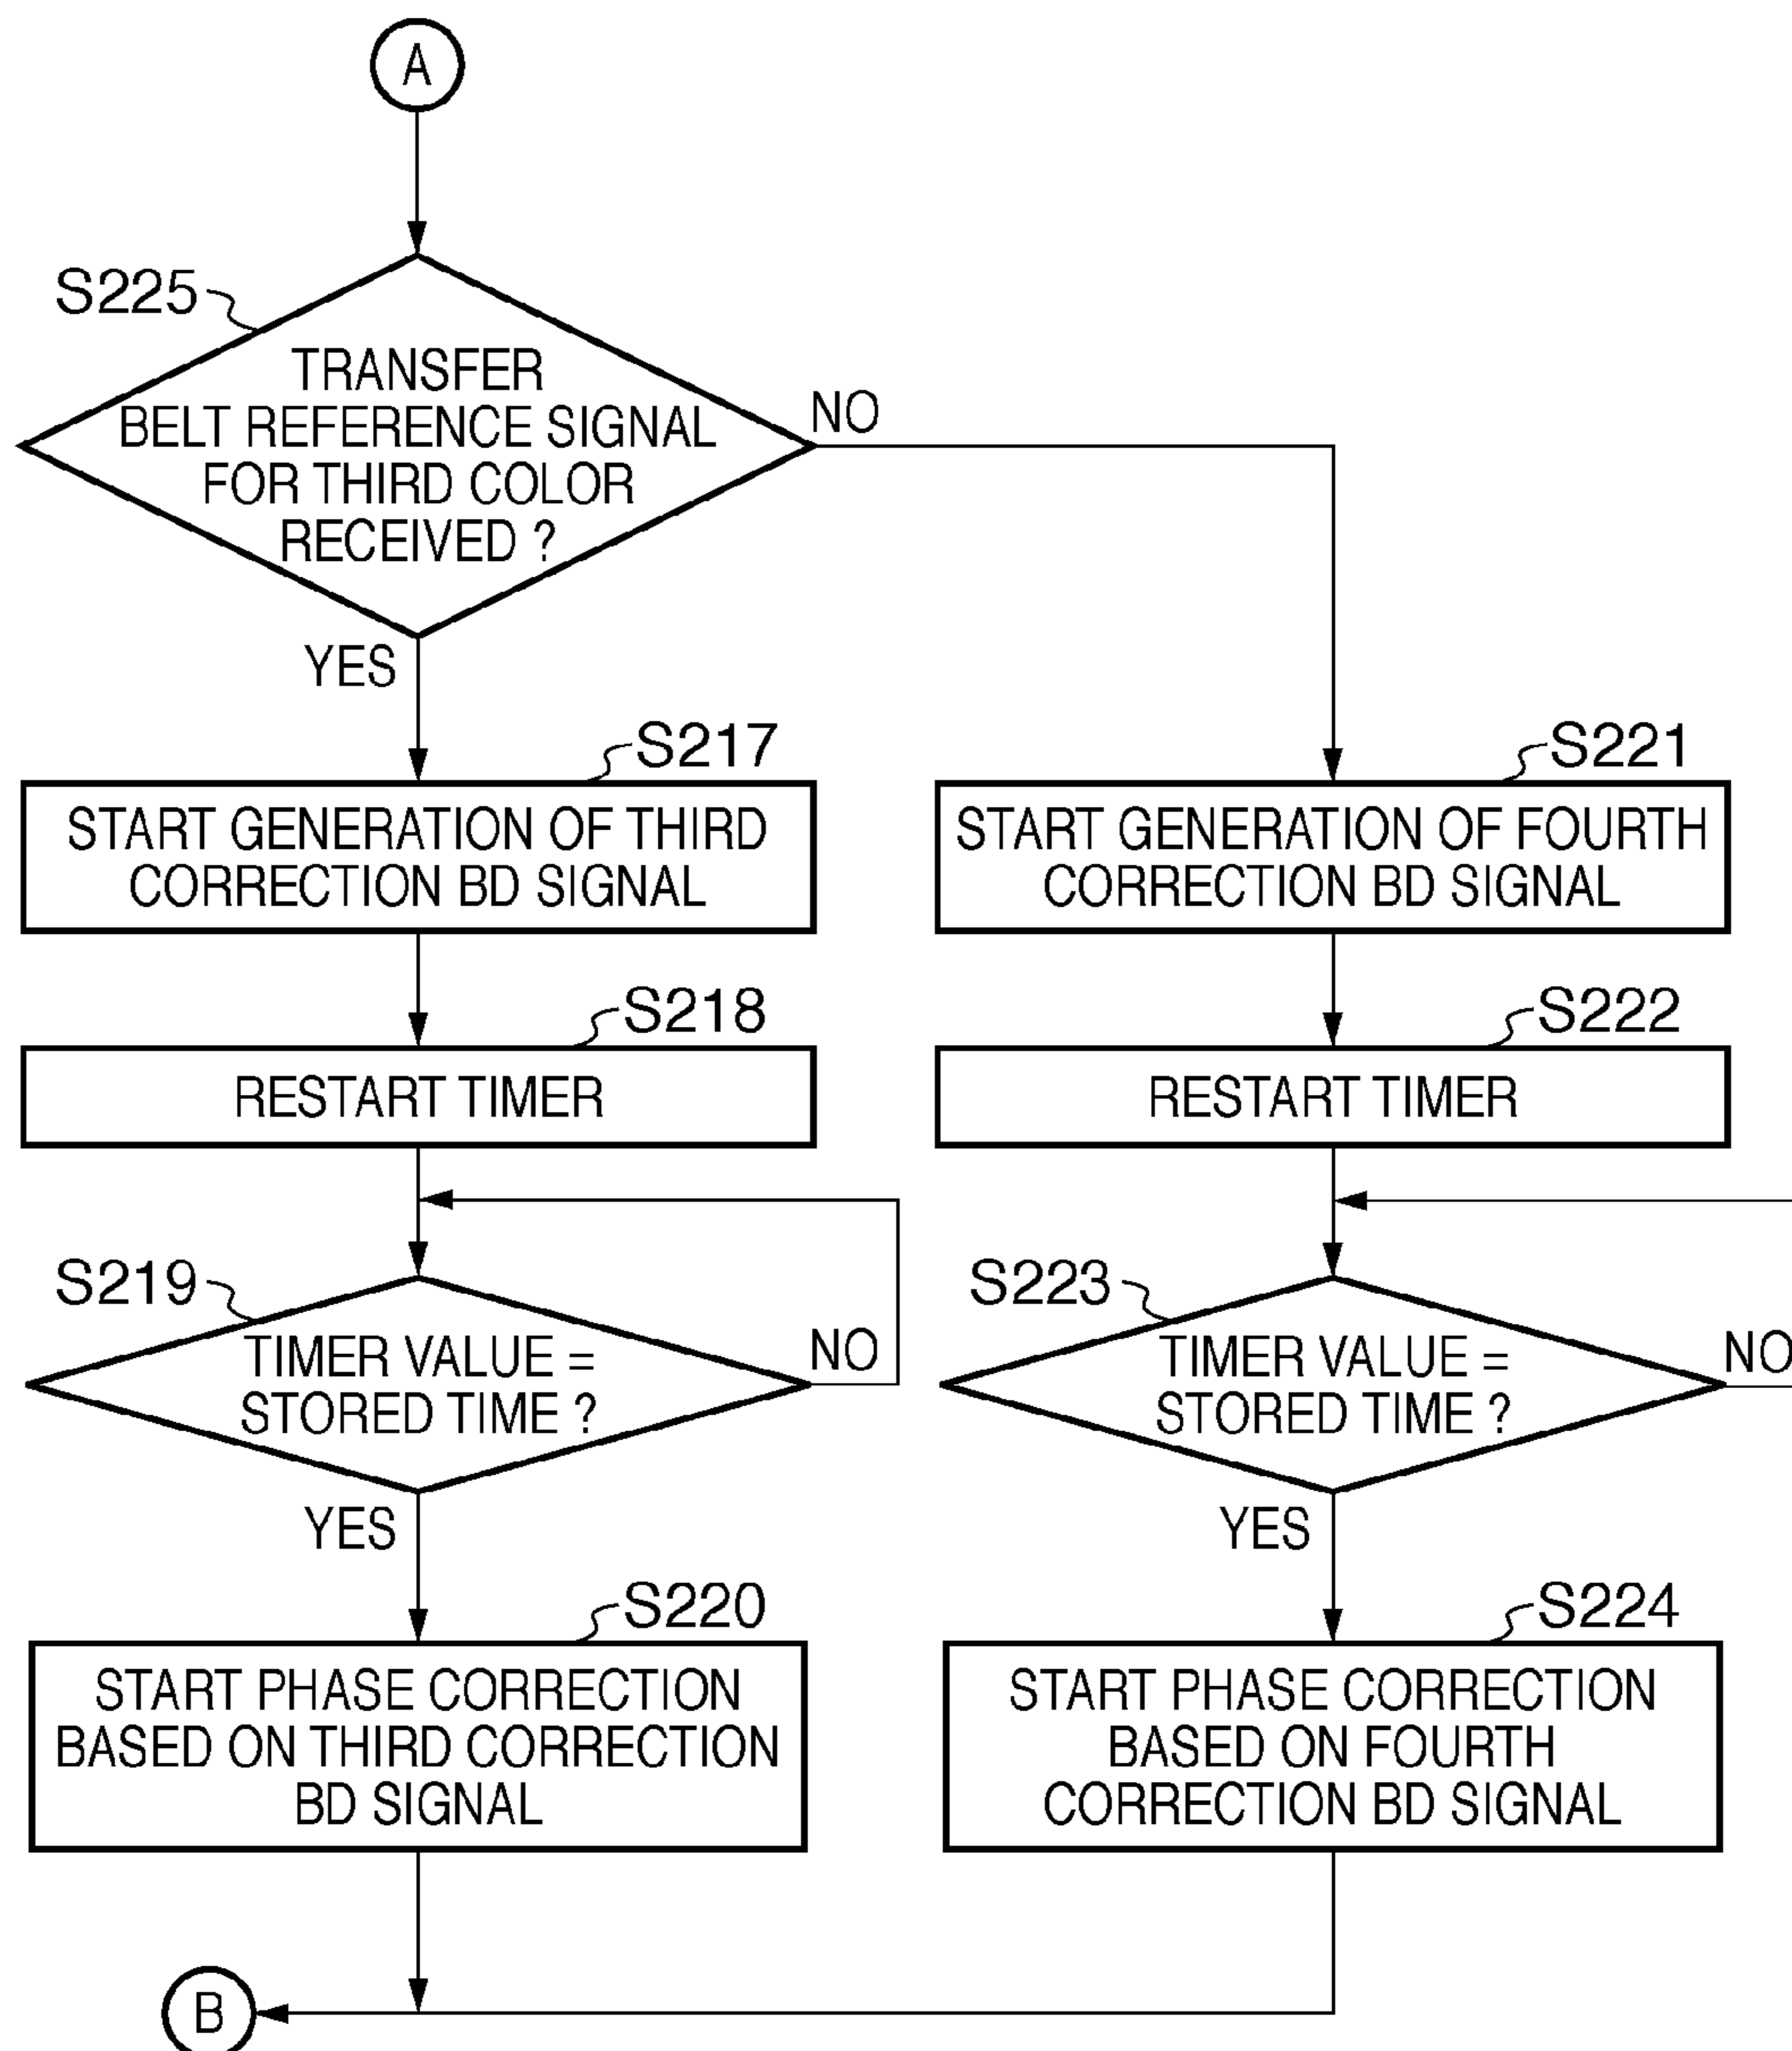 A
S225
TRANSFER
BELT REFERENCE SIGNAL
FOR THIRD COLOR
RECEIVED ?
NO
YES
S217
START GENERATION OF THIRD
CORRECTION BD SIGNAL
S221
START GENERATION OF FOURTH
CORRECTION BD SIGNAL
S218
RESTART TIMER
S222
RESTART TIMER
S219
TIMER VALUE =
STORED TIME ?
NO
YES
S223
TIMER VALUE =
STORED TIME ?
NO
YES
S220
START PHASE CORRECTION
BASED ON THIRD CORRECTION
BD SIGNAL
S224
START PHASE CORRECTION
BASED ON FOURTH
CORRECTION BD SIGNAL
B